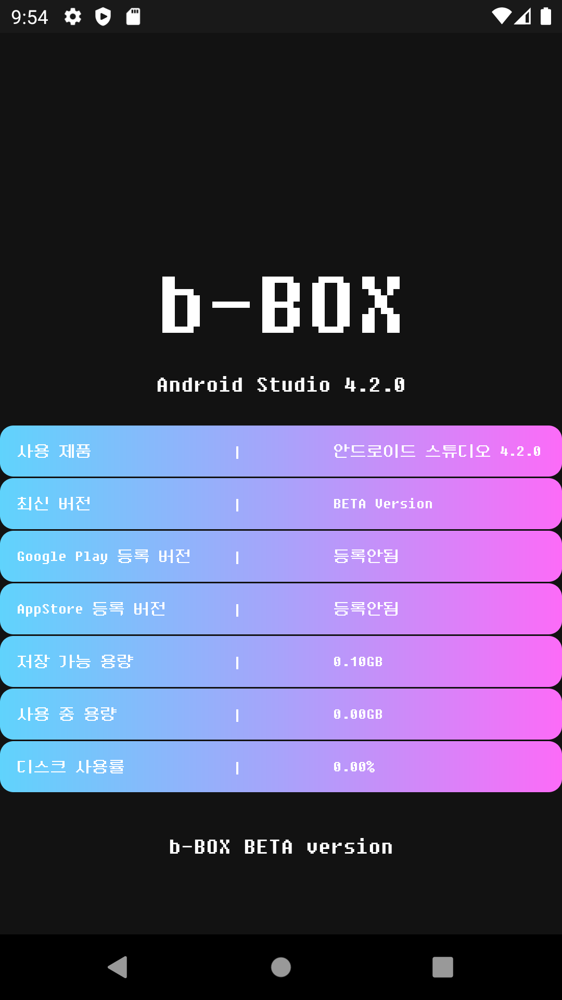 9:54
b-BOX
Android Studio 4.2.0
사용 제품 | 안드로이드 스튜디오 4.2.0
최신 버전 | BETA Version
Google Play 등록 버전 | 등록안됨
AppStore 등록 버전 | 등록안됨
저장 가능 용량 | 0.10GB
사용 중 용량 | 0.00GB
디스크 사용률 | 0.00%
b-BOX BETA version